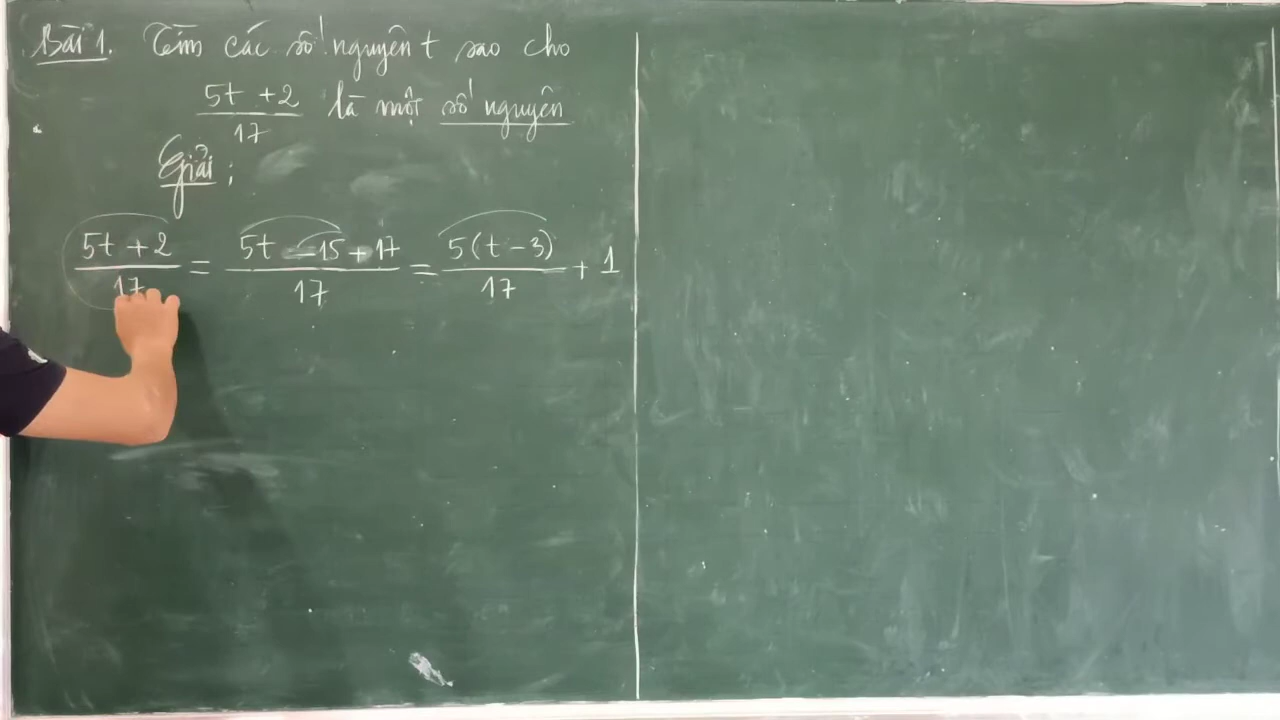 Bài 1. Tìm các số nguyên t sao cho
5t + 2 / 17 là một số nguyên
Giải:
5t + 2 / 17 = 5t - 15 + 17 / 17 = 5(t - 3) / 17 + 1